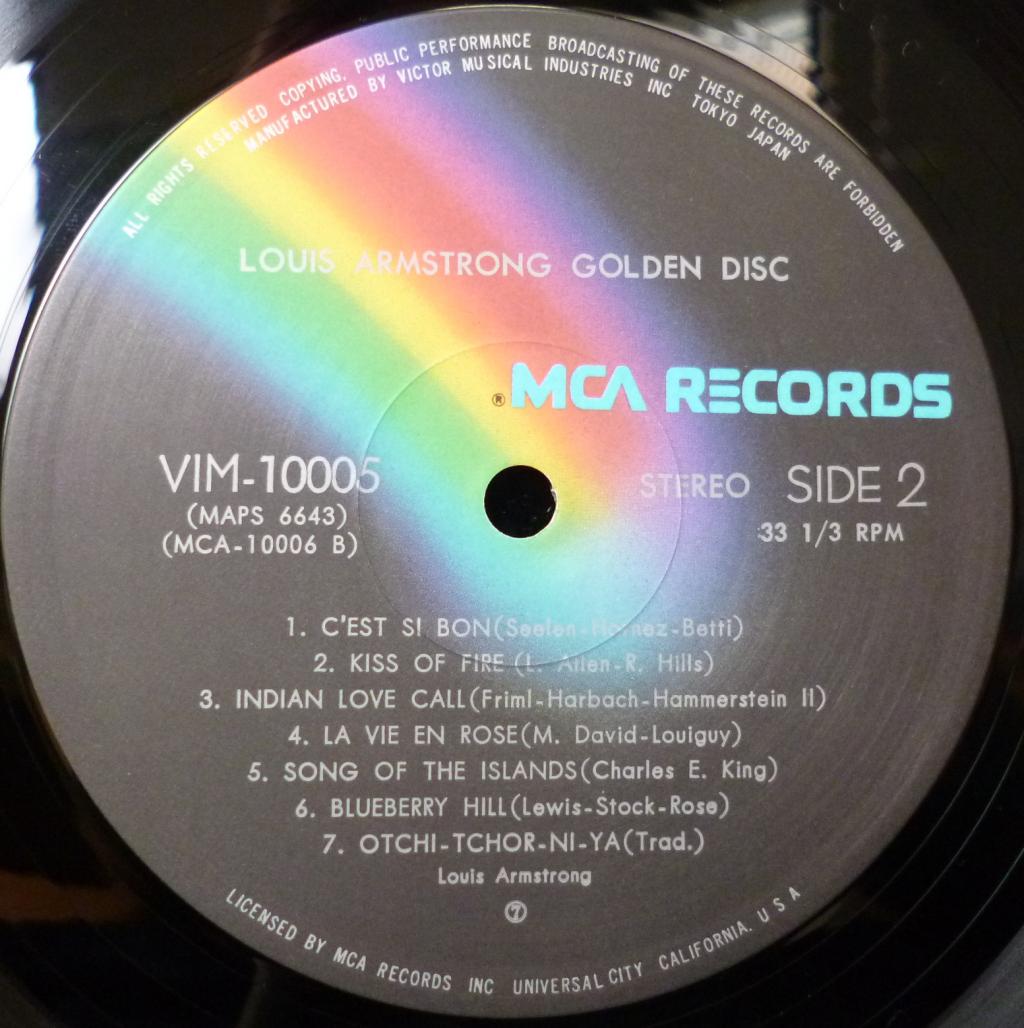 ALL RIGHTS RESERVED COPYING, PUBLIC PERFORMANCE BROADCASTING OF THESE RECORDS ARE FORBIDDEN
MANUFACTURED BY VICTOR MUSICAL INDUSTRIES INC TOKYO JAPAN
LOUIS ARMSTRONG GOLDEN DISC
® MCA RECORDS
VIM-10005
(MAPS 6643)
(MCA-10006 B)
STEREO SIDE 2
33 1/3 RPM
1. C'EST SI BON(Seelen-Hornez-Betti)
2. KISS OF FIRE (L. Allen-R. Hills)
3. INDIAN LOVE CALL(Friml-Harbach-Hammerstein II)
4. LA VIE EN ROSE(M. David-Louiguy)
5. SONG OF THE ISLANDS(Charles E. King)
6. BLUEBERRY HILL(Lewis-Stock-Rose)
7. OTCHI-TCHOR-NI-YA(Trad.)
Louis Armstrong
⑦
LICENSED BY MCA RECORDS INC UNIVERSAL CITY CALIFORNIA. U S A